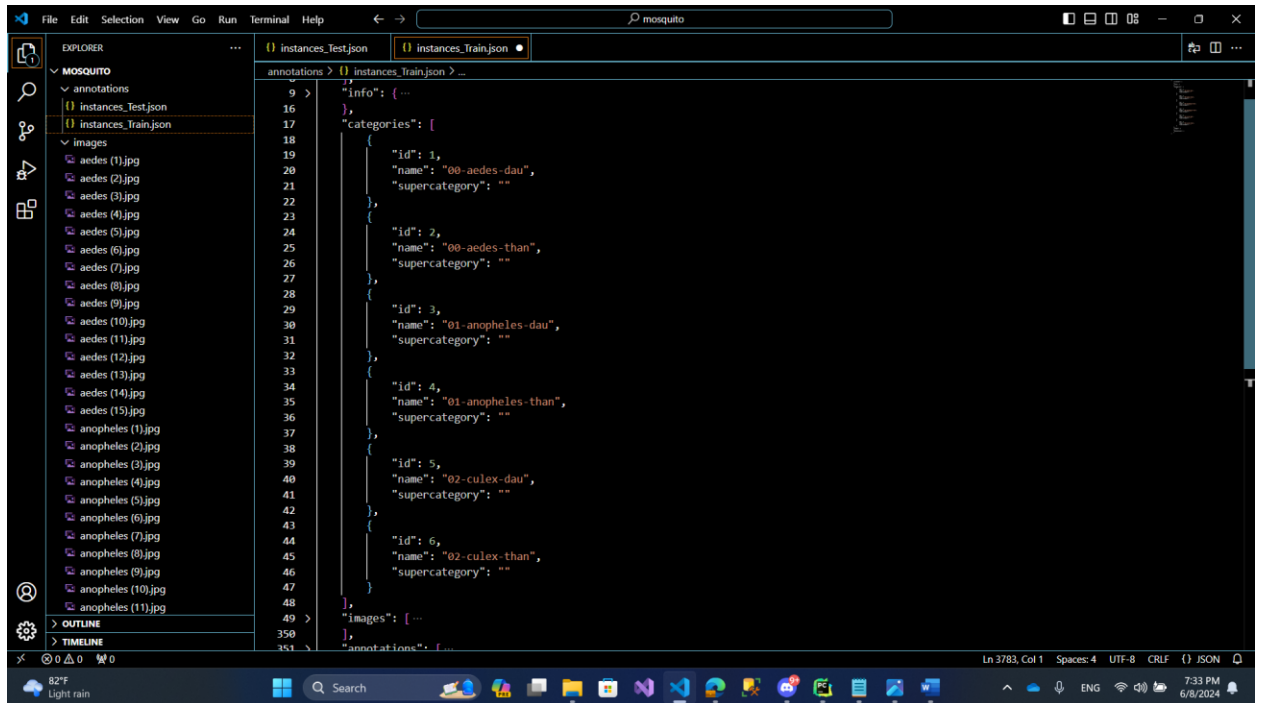 File Edit Selection View Go Run Terminal Help
mosquito
EXPLORER
MOSQUITO
annotations
{} instances_Test.json
{} instances_Train.json
images
aedes (1).jpg
aedes (2).jpg
aedes (3).jpg
aedes (4).jpg
aedes (5).jpg
aedes (6).jpg
aedes (7).jpg
aedes (8).jpg
aedes (9).jpg
aedes (10).jpg
aedes (11).jpg
aedes (12).jpg
aedes (13).jpg
aedes (14).jpg
aedes (15).jpg
anopheles (1).jpg
anopheles (2).jpg
anopheles (3).jpg
anopheles (4).jpg
anopheles (5).jpg
anopheles (6).jpg
anopheles (7).jpg
anopheles (8).jpg
anopheles (9).jpg
anopheles (10).jpg
anopheles (11).jpg
OUTLINE
TIMELINE
{} instances_Test.json {} instances_Train.json
annotations > {} instances_Train.json > ...
8 ],
9 > "info": { ...
16 },
17 "categories": [
18 {
19 "id": 1,
20 "name": "00-aedes-dau",
21 "supercategory": ""
22 },
23 {
24 "id": 2,
25 "name": "00-aedes-than",
26 "supercategory": ""
27 },
28 {
29 "id": 3,
30 "name": "01-anopheles-dau",
31 "supercategory": ""
32 },
33 {
34 "id": 4,
35 "name": "01-anopheles-than",
36 "supercategory": ""
37 },
38 {
39 "id": 5,
40 "name": "02-culex-dau",
41 "supercategory": ""
42 },
43 {
44 "id": 6,
45 "name": "02-culex-than",
46 "supercategory": ""
47 }
48 ],
49 > "images": [ ...
350 ],
351 > "annotations": [ ...
0 0 0 Ln 3783, Col 1 Spaces: 4 UTF-8 CRLF {} JSON
82°F
Light rain
Search
ENG
7:33 PM
6/8/2024